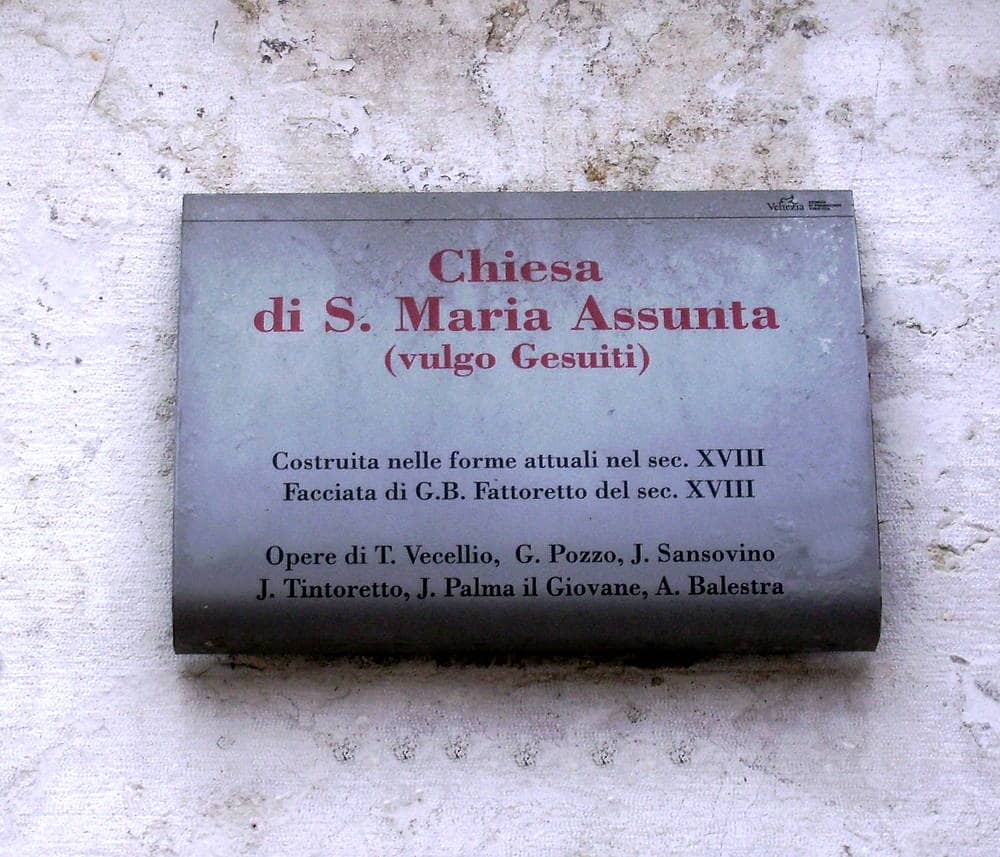 Venezia
Chiesa
di S. Maria Assunta
(vulgo Gesuiti)
Costruita nelle forme attuali nel sec. XVIII
Facciata di G.B. Fattoretto del sec. XVIII
Opere di T. Vecellio, G. Pozzo, J. Sansovino
J. Tintoretto, J. Palma il Giovane, A. Balestra